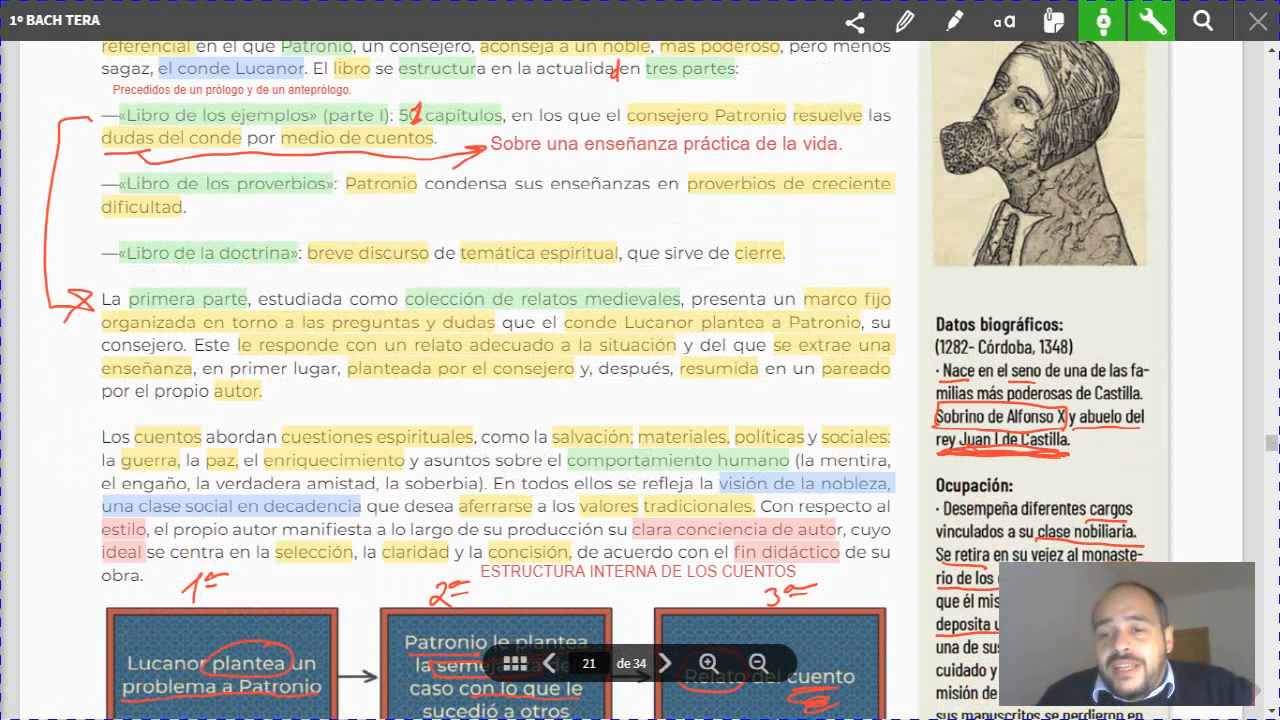 1º BACH TERA
referencial en el que Patronio, un consejero, aconseja a un noble, más poderoso, pero menos
sagaz, el conde Lucanor. El libro se estructura en la actualidad en tres partes:
Precedidos de un prólogo y de un anteprólogo.
—«Libro de los ejemplos» (parte I): 51 capítulos, en los que el consejero Patronio resuelve las
dudas del conde por medio de cuentos.
Sobre una enseñanza práctica de la vida.
—«Libro de los proverbios»: Patronio condensa sus enseñanzas en proverbios de creciente
dificultad.
—«Libro de la doctrina»: breve discurso de temática espiritual, que sirve de cierre.
La primera parte, estudiada como colección de relatos medievales, presenta un marco fijo
organizada en torno a las preguntas y dudas que el conde Lucanor plantea a Patronio, su
consejero. Este le responde con un relato adecuado a la situación y del que se extrae una
enseñanza, en primer lugar, planteada por el consejero y, después, resumida en un pareado
por el propio autor.
Los cuentos abordan cuestiones espirituales, como la salvación; materiales, políticas y sociales:
la guerra, la paz, el enriquecimiento y asuntos sobre el comportamiento humano (la mentira,
el engaño, la verdadera amistad, la soberbia). En todos ellos se refleja la visión de la nobleza,
una clase social en decadencia que desea aferrarse a los valores tradicionales. Con respecto al
estilo, el propio autor manifiesta a lo largo de su producción su clara conciencia de autor, cuyo
ideal se centra en la selección, la claridad y la concisión, de acuerdo con el fin didáctico de su
obra.
ESTRUCTURA INTERNA DE LOS CUENTOS
1ª
2ª
3ª
Lucanor plantea un
problema a Patronio
Patronio le plantea
la
caso con lo que le
sucedió a otros
Relato del cuento
21 de 34
Datos biográficos:
(1282- Córdoba, 1348)
· Nace en el seno de una de las fa-
milias más poderosas de Castilla.
Sobrino de Alfonso X y abuelo del
rey Juan I de Castilla.
Ocupación:
· Desempeña diferentes cargos
vinculados a su clase nobiliaria.
Se retira en su vejez al monaste-
rio de los
que él
deposita
una de
cuidado y
misión de
sus manuscritos se perdieron en